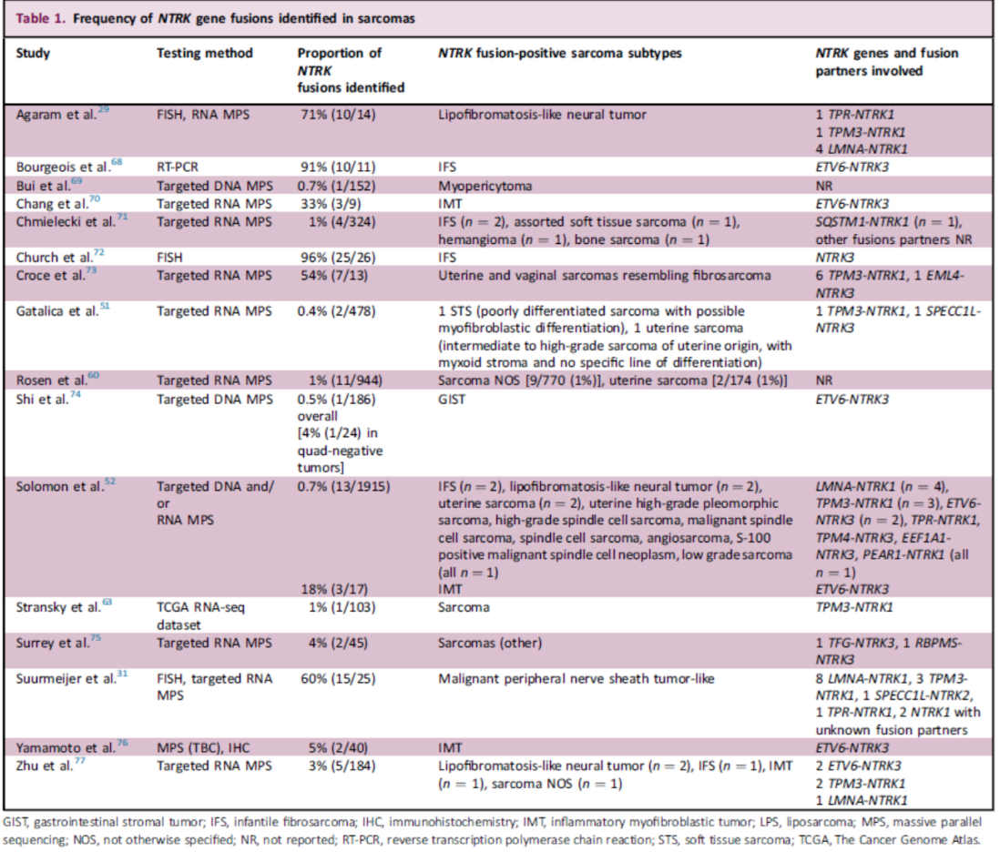 Table 1. Frequency of NTRK gene fusions identified in sarcomas
Study Testing method Proportion of NTRK fusion-positive sarcoma subtypes NTRK genes and fusion
NTRK partners involved
fusions identified
Agaram et al.29 FISH, RNA MPS 71% (10/14) Lipofibromatosis-like neural tumor 1 TPR-NTRK1
1 TPM3-NTRK1
4 LMNA-NTRK1
Bourgeois et al.68 RT-PCR 91% (10/11) IFS ETV6-NTRK3
Bui et al.69 Targeted DNA MPS 0.7% (1/152) Myopericytoma NR
Chang et al.70 Targeted RNA MPS 33% (3/9) IMT ETV6-NTRK3
Chmielecki et al.71 Targeted RNA MPS 1% (4/324) IFS (n = 2), assorted soft tissue sarcoma (n = 1), SQSTM1-NTRK1 (n = 1),
hemangioma (n = 1), bone sarcoma (n = 1) other fusions partners NR
Church et al.72 FISH 96% (25/26) IFS NTRK3
Croce et al.73 Targeted RNA MPS 54% (7/13) Uterine and vaginal sarcomas resembling fibrosarcoma 6 TPM3-NTRK1, 1 EML4-
NTRK3
Gatalica et al.51 Targeted RNA MPS 0.4% (2/478) 1 STS (poorly differentiated sarcoma with possible 1 TPM3-NTRK1, 1 SPECC1L-
myofibroblastic differentiation), 1 uterine sarcoma NTRK3
(intermediate to high-grade sarcoma of uterine origin, with
myxoid stroma and no specific line of differentiation)
Rosen et al.60 Targeted RNA MPS 1% (11/944) Sarcoma NOS [9/770 (1%)], uterine sarcoma [2/174 (1%)] NR
Shi et al.74 Targeted DNA MPS 0.5% (1/186) GIST ETV6-NTRK3
overall
[4% (1/24) in
quad-negative
tumors]
Solomon et al.52 Targeted DNA and/ 0.7% (13/1915) IFS (n = 2), lipofibromatosis-like neural tumor (n = 2), LMNA-NTRK1 (n = 4),
or uterine sarcoma (n = 2), uterine high-grade pleomorphic TPM3-NTRK1 (n = 3), ETV6-
RNA MPS sarcoma, high-grade spindle cell sarcoma, malignant spindle NTRK3 (n = 2), TPR-NTRK1,
cell sarcoma, spindle cell sarcoma, angiosarcoma, S-100 TPM4-NTRK3, EEF1A1-
positive malignant spindle cell neoplasm, low grade sarcoma NTRK3, PEAR1-NTRK1 (all
(all n = 1) n = 1)
18% (3/17) IMT ETV6-NTRK3
Stransky et al.63 TCGA RNA-seq 1% (1/103) Sarcoma TPM3-NTRK1
dataset
Surrey et al.75 Targeted RNA MPS 4% (2/45) Sarcomas (other) 1 TFG-NTRK3, 1 RBPMS-
NTRK3
Suurmeijer et al.31 FISH, targeted RNA 60% (15/25) Malignant peripheral nerve sheath tumor-like 8 LMNA-NTRK1, 3 TPM3-
MPS NTRK1, 1 SPECC1L-NTRK2,
1 TPR-NTRK1, 2 NTRK1 with
unknown fusion partners
Yamamoto et al.76 MPS (TBC), IHC 5% (2/40) IMT ETV6-NTRK3
Zhu et al.77 Targeted RNA MPS 3% (5/184) Lipofibromatosis-like neural tumor (n = 2), IFS (n = 1), IMT 2 ETV6-NTRK3
(n = 1), sarcoma NOS (n = 1) 2 TPM3-NTRK1
1 LMNA-NTRK1
GIST, gastrointestinal stromal tumor; IFS, infantile fibrosarcoma; IHC, immunohistochemistry; IMT, inflammatory myofibroblastic tumor; LPS, liposarcoma; MPS, massive parallel
sequencing; NOS, not otherwise specified; NR, not reported; RT-PCR, reverse transcription polymerase chain reaction; STS, soft tissue sarcoma; TCGA, The Cancer Genome Atlas.